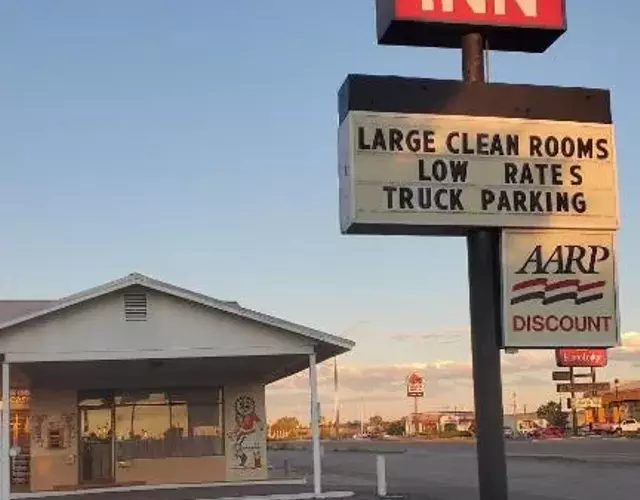 INN
LARGE CLEAN ROOMS
LOW RATES
TRUCK PARKING
AARP
DISCOUNT